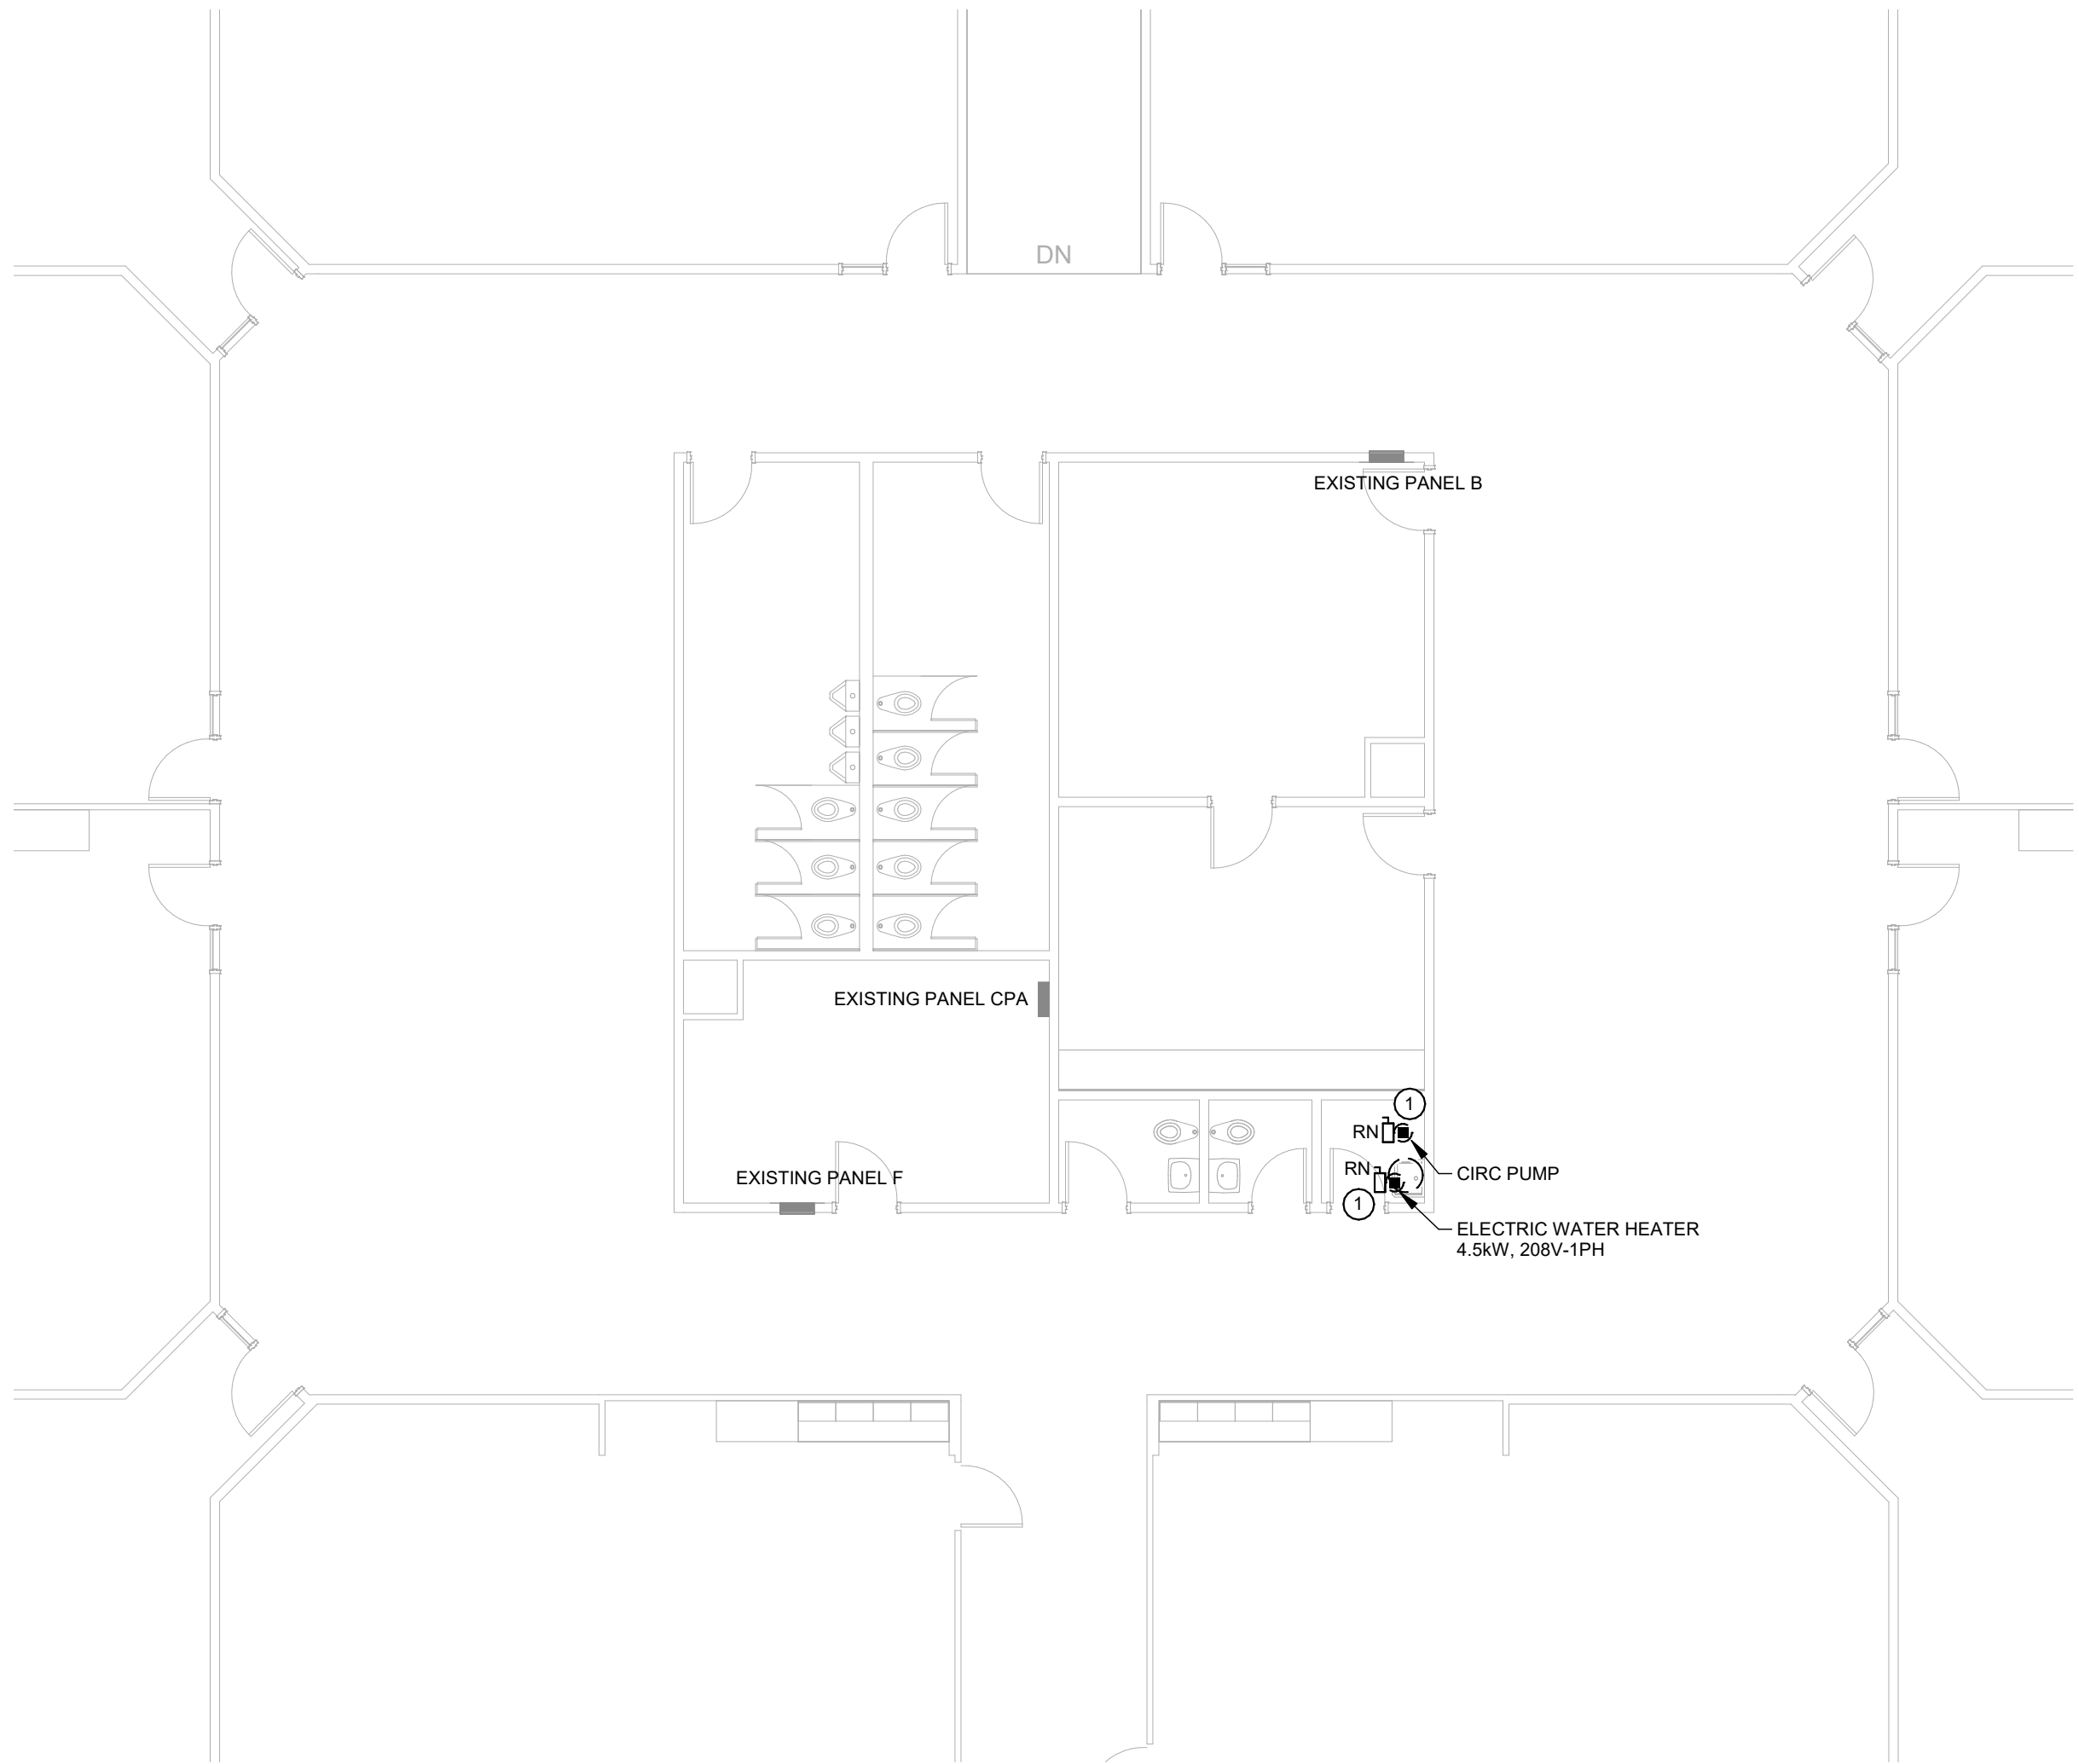 DN
EXISTING PANEL B
EXISTING PANEL CPA
1
RN
RN
CIRC PUMP
EXISTING PANEL F
1
ELECTRIC WATER HEATER
4.5kW, 208V-1PH